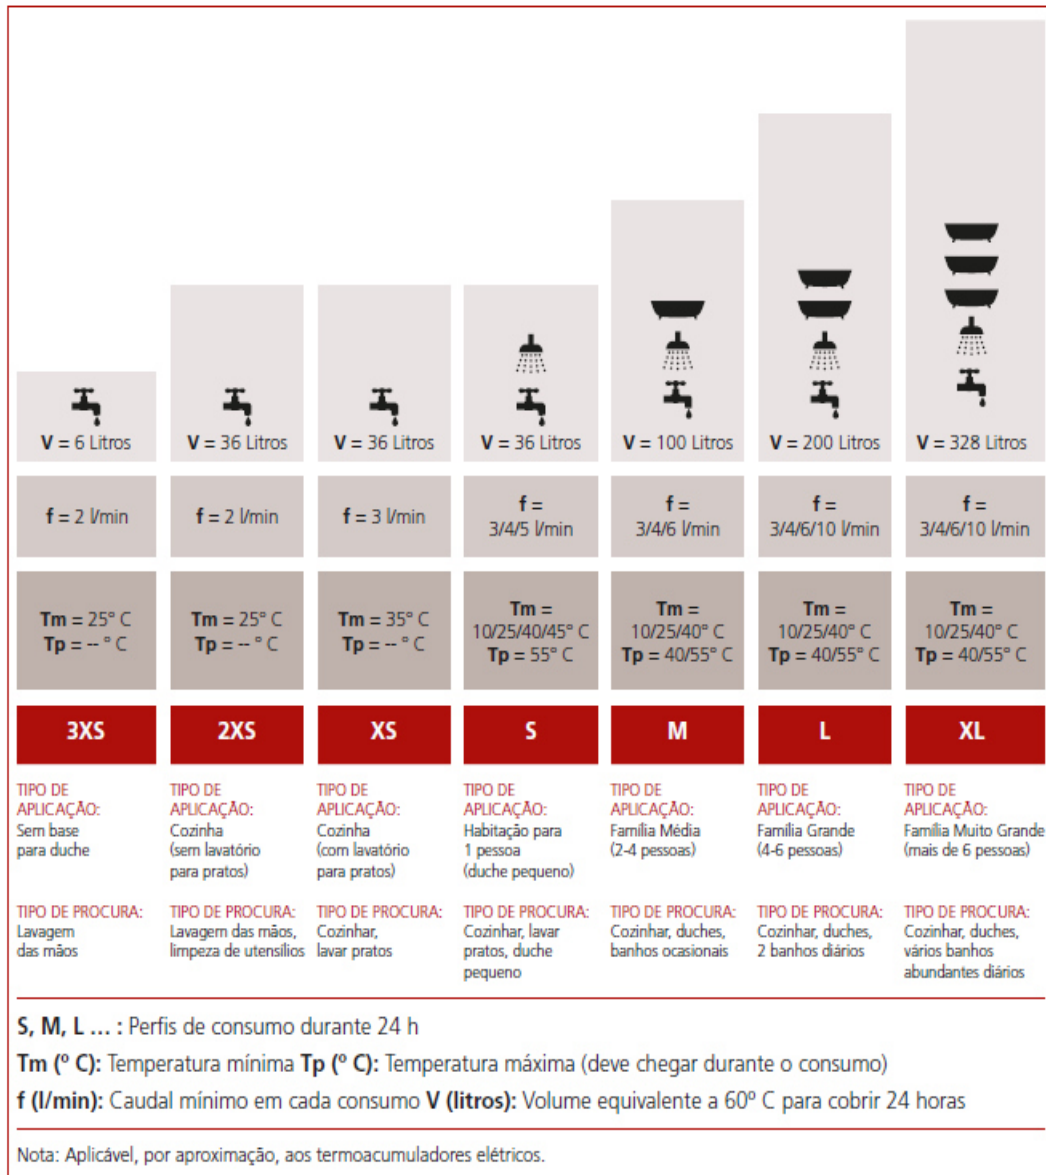 V = 6 Litros
V = 36 Litros
V = 36 Litros
V = 36 Litros
V = 100 Litros
V = 200 Litros
V = 328 Litros
f = 2 l/min
f = 2 l/min
f = 3 l/min
f =
3/4/5 l/min
f =
3/4/6 l/min
f =
3/4/6/10 l/min
f =
3/4/6/10 l/min
Tm = 25° C
Tp = -- ° C
Tm = 25° C
Tp = -- ° C
Tm = 35° C
Tp = -- ° C
Tm =
10/25/40/45° C
Tp = 55° C
Tm =
10/25/40° C
Tp = 40/55° C
Tm =
10/25/40° C
Tp = 40/55° C
Tm =
10/25/40° C
Tp = 40/55° C
3XS
2XS
XS
S
M
L
XL
TIPO DE
APLICAÇÃO:
Sem base
para duche
TIPO DE
APLICAÇÃO:
Cozinha
(sem lavatório
para pratos)
TIPO DE
APLICAÇÃO:
Cozinha
(com lavatório
para pratos)
TIPO DE
APLICAÇÃO:
Habitação para
1 pessoa
(duche pequeno)
TIPO DE
APLICAÇÃO:
Família Média
(2-4 pessoas)
TIPO DE
APLICAÇÃO:
Família Grande
(4-6 pessoas)
TIPO DE
APLICAÇÃO:
Família Muito Grande
(mais de 6 pessoas)
TIPO DE PROCURA:
Lavagem
das mãos
TIPO DE PROCURA:
Lavagem das mãos,
limpeza de utensílios
TIPO DE PROCURA:
Cozinhar,
lavar pratos
TIPO DE PROCURA:
Cozinhar, lavar
pratos, duche
pequeno
TIPO DE PROCURA:
Cozinhar, duches,
banhos ocasionais
TIPO DE PROCURA:
Cozinhar, duches,
2 banhos diários
TIPO DE PROCURA:
Cozinhar, duches,
vários banhos
abundantes diários
S, M, L ... : Perfis de consumo durante 24 h
Tm (º C): Temperatura mínima Tp (º C): Temperatura máxima (deve chegar durante o consumo)
f (l/min): Caudal mínimo em cada consumo V (litros): Volume equivalente a 60º C para cobrir 24 horas
Nota: Aplicável, por aproximação, aos termoacumuladores elétricos.